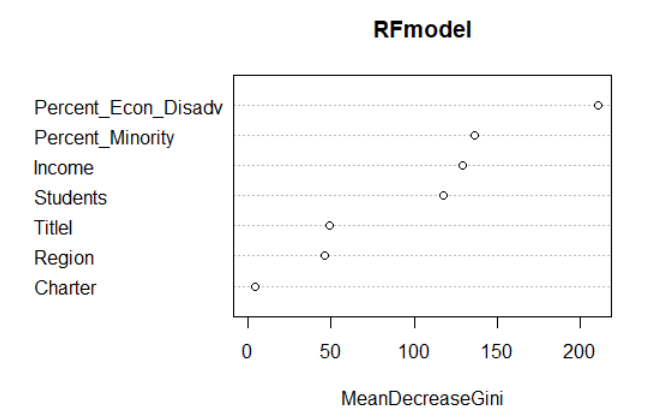 RFmodel
Percent_Econ_Disadv
Percent_Minority
Income
Students
TitleI
Region
Charter
0 50 100 150 200
MeanDecreaseGini